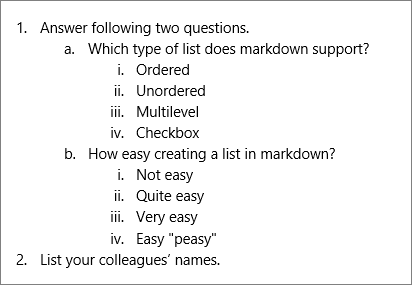 1. Answer following two questions.
a. Which type of list does markdown support?
i. Ordered
ii. Unordered
iii. Multilevel
iv. Checkbox
b. How easy creating a list in markdown?
i. Not easy
ii. Quite easy
iii. Very easy
iv. Easy "peasy"
2. List your colleagues’ names.